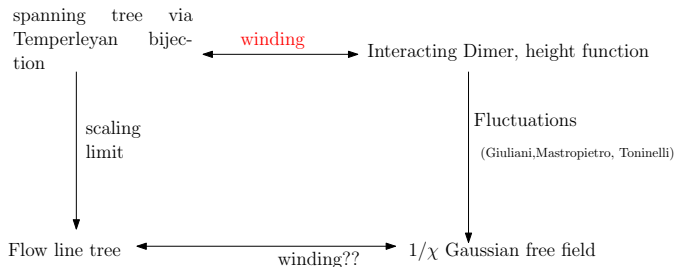 spanning tree via
Temperleyan bijec-
tion
winding
Interacting Dimer, height function
scaling
limit
Fluctuations
(Giuliani,Mastropietro, Toninelli)
Flow line tree
winding??
1/χ Gaussian free field